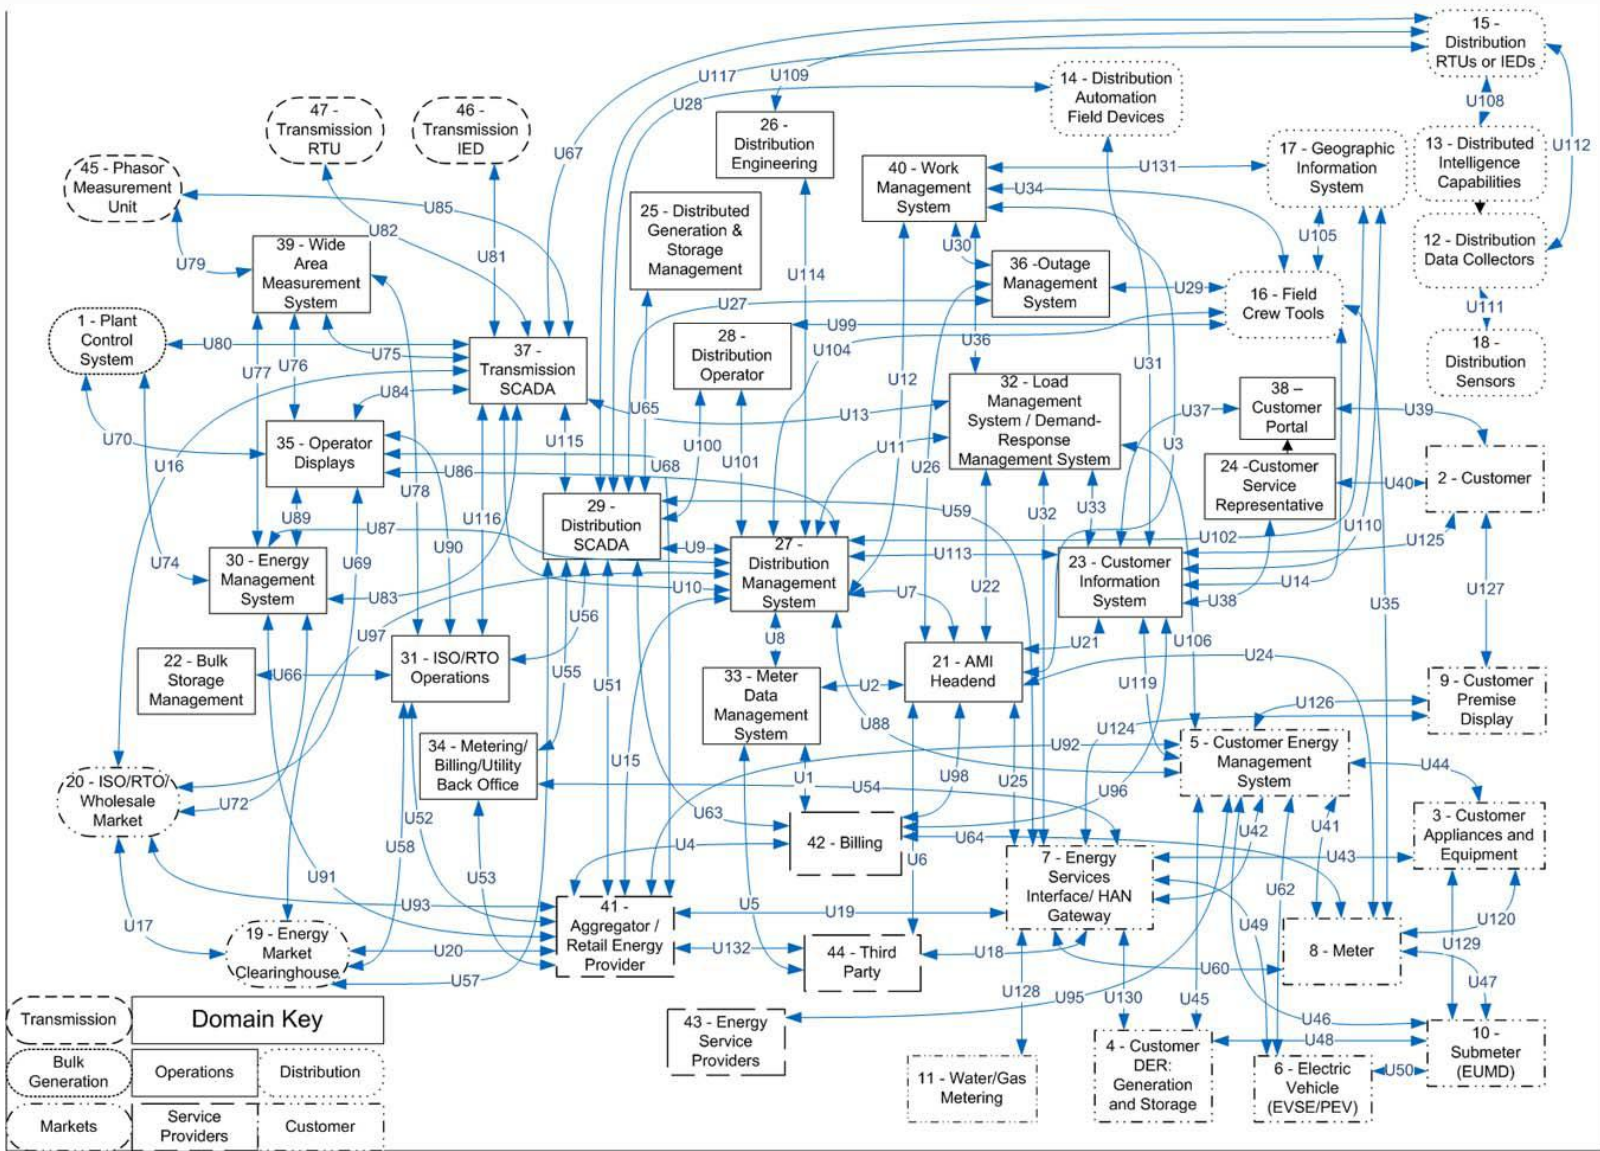 15 -
Distribution
RTUs or IEDs
U117
U109
U28
14 - Distribution
Automation
Field Devices
U108
U112
47 -
Transmission
RTU
46 -
Transmission
IED
26 -
Distribution
Engineering
U67
45 - Phasor
Measurement
Unit
40 - Work
Management
System
U131
U34
17 - Geographic
Information
System
13 - Distributed
Intelligence
Capabilities
U85
U82
U81
25 - Distributed
Generation &
Storage
Management
39 - Wide
Area
Measurement
System
U79
U114
U30
36 -Outage
Management
System
U105
12 - Distribution
Data Collectors
U29
16 - Field
Crew Tools
U27
U111
1 - Plant
Control
System
U80
U75
U76
U77
37 -
Transmission
SCADA
28 -
Distribution
Operator
U99
U104
U36
U31
18 -
Distribution
Sensors
U84
U12
32 - Load
Management
System / Demand-
Response
Management System
38 –
Customer
Portal
U37
U39
U65
U13
U70
35 - Operator
Displays
U115
U100
U101
U11
U3
U16
U86
U68
U26
24 -Customer
Service
Representative
U40
2 - Customer
U78
U116
29 -
Distribution
SCADA
U59
U32
U33
U89
U87
U90
U69
U9
27 -
Distribution
Management
System
U113
23 - Customer
Information
System
U102
U110
U125
U74
30 - Energy
Management
System
U83
U10
U7
U22
U14
U38
U127
U35
U97
U56
U8
U21
U106
22 - Bulk
Storage
Management
U66
31 - ISO/RTO
Operations
U55
U51
33 - Meter
Data
Management
System
U2
21 - AMI
Headend
U24
U119
9 - Customer
Premise
Display
U126
U124
U88
34 - Metering/
Billing/Utility
Back Office
U15
U92
5 - Customer Energy
Management
System
U44
20 - ISO/RTO/
Wholesale
Market
U72
U1
U54
U98
U25
U96
U52
U63
U58
U4
42 - Billing
U64
U6
U42
U41
3 - Customer
Appliances and
Equipment
U43
U91
U53
7 - Energy
Services
Interface/ HAN
Gateway
U62
U93
U17
41 -
Aggregator /
Retail Energy
Provider
U5
U19
U49
U120
U129
19 - Energy
Market
Clearinghouse
U20
U57
U132
44 - Third
Party
U18
U60
8 - Meter
U47
U128
U95
U130
U45
U46
Transmission
Domain Key
43 - Energy
Service
Providers
U48
10 -
Submeter
(EUMD)
Bulk
Generation
Operations
Distribution
11 - Water/Gas
Metering
4 - Customer
DER:
Generation
and Storage
6 - Electric
Vehicle
(EVSE/PEV)
U50
Markets
Service
Providers
Customer